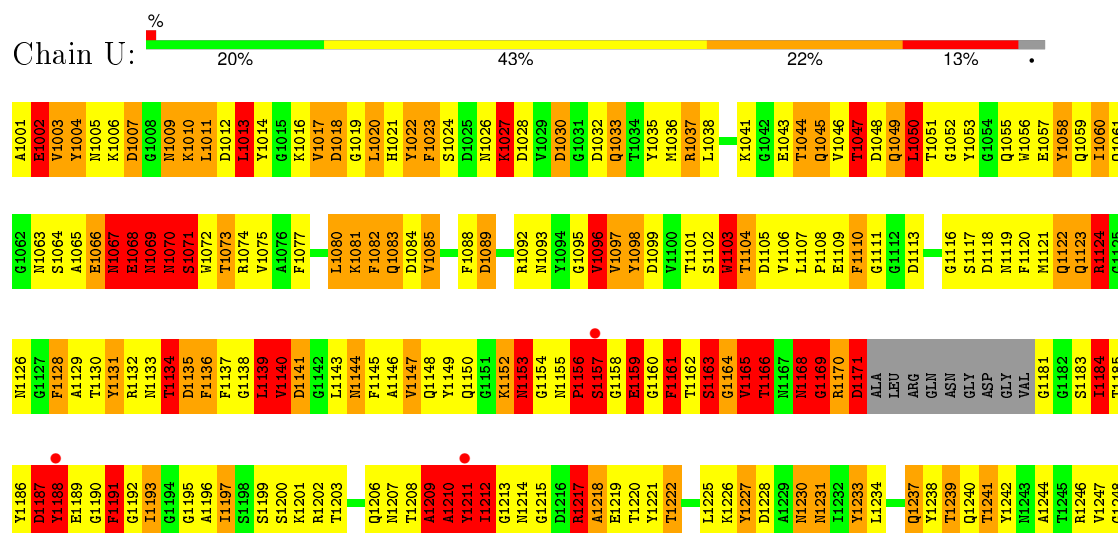 %
Chain U:
20% 43% 22% 13% •
A1001 E1002 V1003 Y1004 N1005 K1006 D1007 G1008 N1009 K1010 L1011 D1012 L1013 Y1014 G1015 K1016 V1017 D1018 G1019 L1020 H1021 Y1022 F1023 S1024 D1025 N1026 K1027 D1028 V1029 D1030 G1031 D1032 Q1033 T1034 Y1035 M1036 R1037 L1038 K1041 G1042 E1043 T1044 Q1045 V1046 T1047 D1048 Q1049 L1050 T1051 G1052 Y1053 G1054 Q1055 W1056 E1057 Y1058 Q1059 I1060 Q1061
G1062 N1063 S1064 A1065 E1066 N1067 E1068 N1069 N1070 S1071 W1072 T1073 R1074 V1075 A1076 F1077 L1080 K1081 F1082 Q1083 D1084 V1085 F1088 D1089 R1092 N1093 Y1094 G1095 V1096 V1097 Y1098 D1099 V1100 T1101 S1102 W1103 T1104 D1105 V1106 L1107 P1108 E1109 F1110 G1111 G1112 D1113 G1116 S1117 D1118 N1119 F1120 M1121 Q1122 Q1123 R1124 G1125
N1126 G1127 F1128 A1129 T1130 Y1131 R1132 N1133 T1134 D1135 F1136 F1137 G1138 L1139 V1140 D1141 G1142 L1143 N1144 F1145 A1146 V1147 Q1148 Y1149 Q1150 G1151 K1152 N1153 G1154 N1155 P1156 S1157 G1158 E1159 G1160 F1161 T1162 S1163 G1164 V1165 T1166 N1167 N1168 G1169 R1170 D1171 ALA LEU ARG GLN ASN GLY ASP GLY VAL G1181 G1182 S1183 I1184 T1185
Y1186 D1187 Y1188 E1189 G1190 F1191 G1192 I1193 G1194 G1195 A1196 I1197 S1198 S1199 S1200 K1201 R1202 T1203 Q1206 N1207 T1208 A1209 A1210 Y1211 I1212 G1213 N1214 G1215 D1216 R1217 A1218 E1219 T1220 Y1221 T1222 L1225 K1226 Y1227 D1228 A1229 N1230 N1231 I1232 Y1233 L1234 Q1237 Y1238 T1239 Q1240 T1241 Y1242 N1243 A1244 T1245 R1246 V1247 G1248